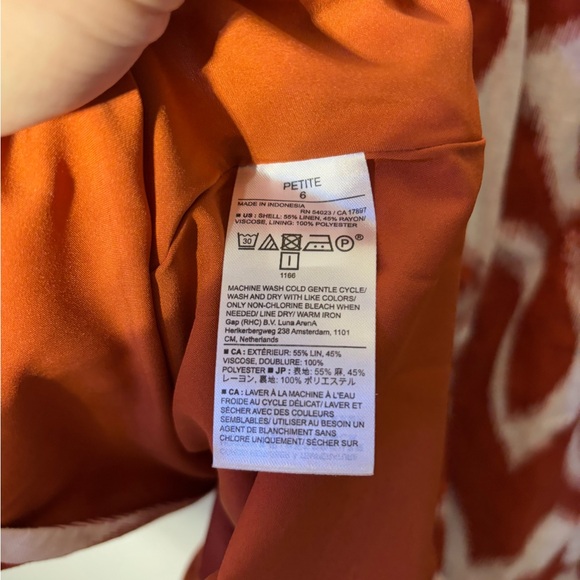 PETITE
6
MADE IN INDONESIA RN 54023 / CA 17897
■ US : SHELL: 55% LINEN, 45% RAYON/
VISCOSE, LINING: 100% POLYESTER
30 P ®
1166
MACHINE WASH COLD GENTLE CYCLE/
WASH AND DRY WITH LIKE COLORS/
ONLY NON-CHLORINE BLEACH WHEN
NEEDED/ LINE DRY/ WARM IRON
Gap (RHC) B.V. Luna ArenA
Herikerbergweg 238 Amsterdam, 1101
CM, Netherlands
■ CA : EXTÉRIEUR: 55% LIN, 45%
VISCOSE, DOUBLURE: 100%
POLYESTER ■ JP : 表地: 55% 麻, 45%
レーヨン, 裏地: 100% ポリエステル
■ CA : LAVER À LA MACHINE À L'EAU
FROIDE AU CYCLE DÉLICAT/ LAVER ET
SÉCHER AVEC DES COULEURS
SEMBLABLES/ UTILISER AU BESOIN UN
AGENT DE BLANCHIMENT SANS
CHLORE UNIQUEMENT/ SÉCHER SUR